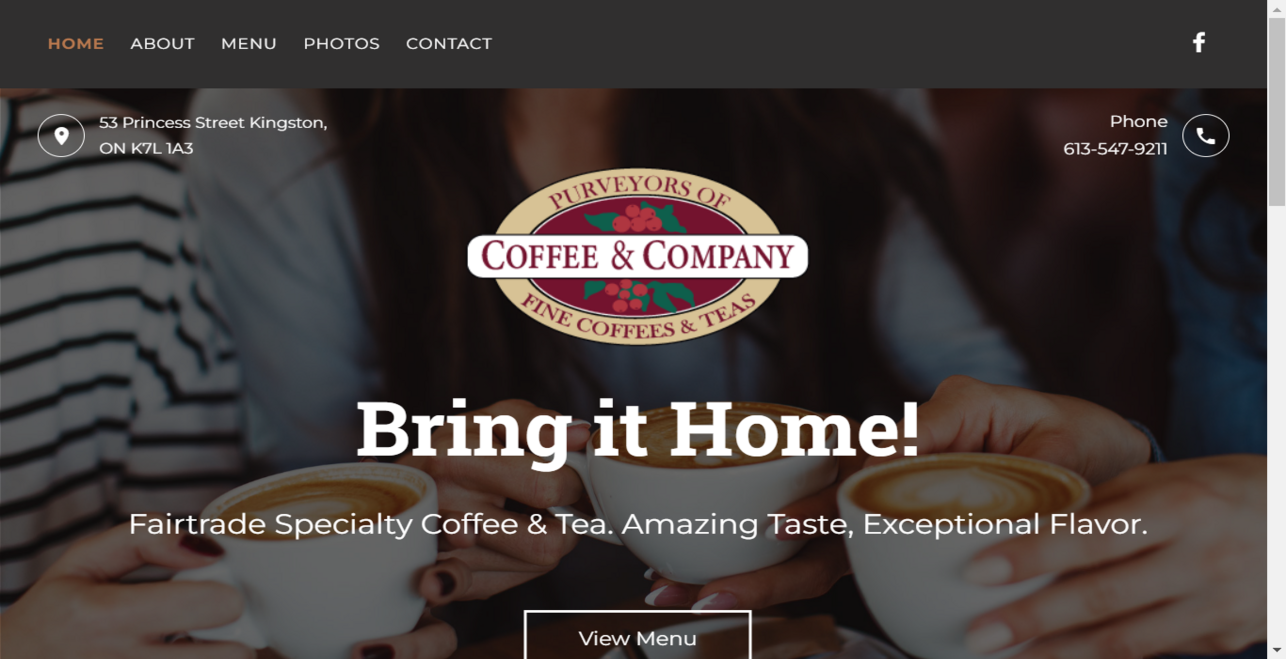 HOME ABOUT MENU PHOTOS CONTACT
53 Princess Street Kingston,
ON K7L 1A3
Phone
613-547-9211
PURVEYORS OF
COFFEE & COMPANY
FINE COFFEES & TEAS
Bring it Home!
Fairtrade Specialty Coffee & Tea. Amazing Taste, Exceptional Flavor.
View Menu